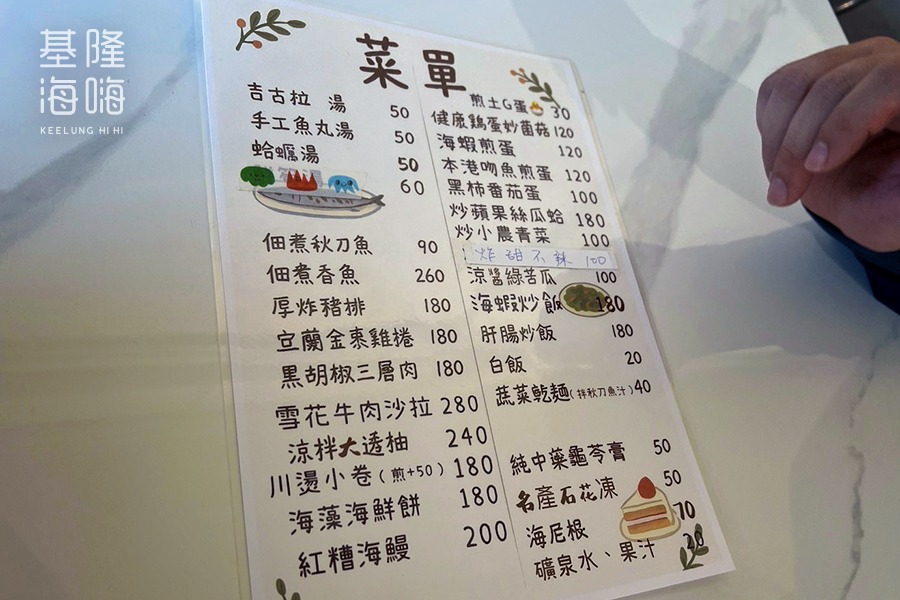 基隆
海嗨
KEELUNG HI HI
菜單
吉古拉 湯 50
手工魚丸湯 50
蛤蠣湯 50
60
佃煮秋刀魚 90
佃煮香魚 260
厚炸豬排 180
宜蘭金棗雞捲 180
黑胡椒三層肉 180
雪花牛肉沙拉 280
涼拌大透抽 240
川燙小卷(煎+50) 180
海藻海鮮餅 180
紅糟海鰻 200
煎土G蛋 30
健康鷄蛋炒菌菇 120
海蝦煎蛋 120
本港吻魚煎蛋 120
黑柿番茄蛋 100
炒蘋果絲瓜蛤 180
炒小農青菜 100
炸甜不辣 100
涼醬綠苦瓜 100
海蝦炒飯 180
肝腸炒飯 180
白飯 20
蔬菜乾麵(拌秋刀魚汁) 40
純中藥龜苓膏 50
名產石花凍 50
海尼根 70
礦泉水、果汁 20